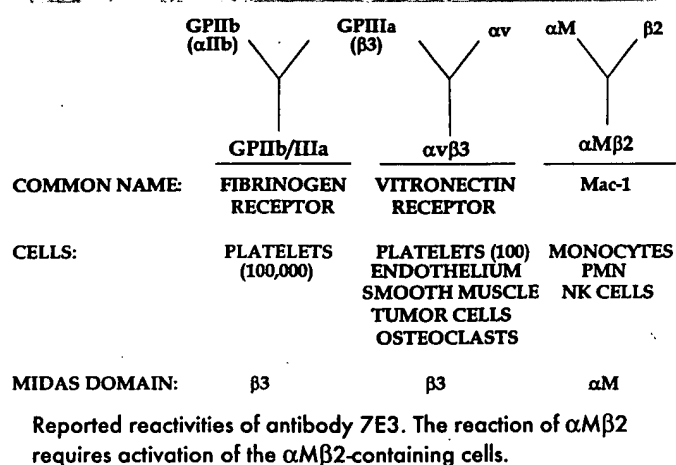 GPIIb GPIIIa αv αM β2
(αIIb) (β3)
GPIIb/IIIa αvβ3 αMβ2
COMMON NAME: FIBRINOGEN VITRONECTIN Mac-1
RECEPTOR RECEPTOR
CELLS: PLATELETS PLATELETS (100) MONOCYTES
(100,000) ENDOTHELIUM PMN
SMOOTH MUSCLE NK CELLS
TUMOR CELLS
OSTEOCLASTS
MIDAS DOMAIN: β3 β3 αM
Reported reactivities of antibody 7E3. The reaction of αMβ2
requires activation of the αMβ2-containing cells.